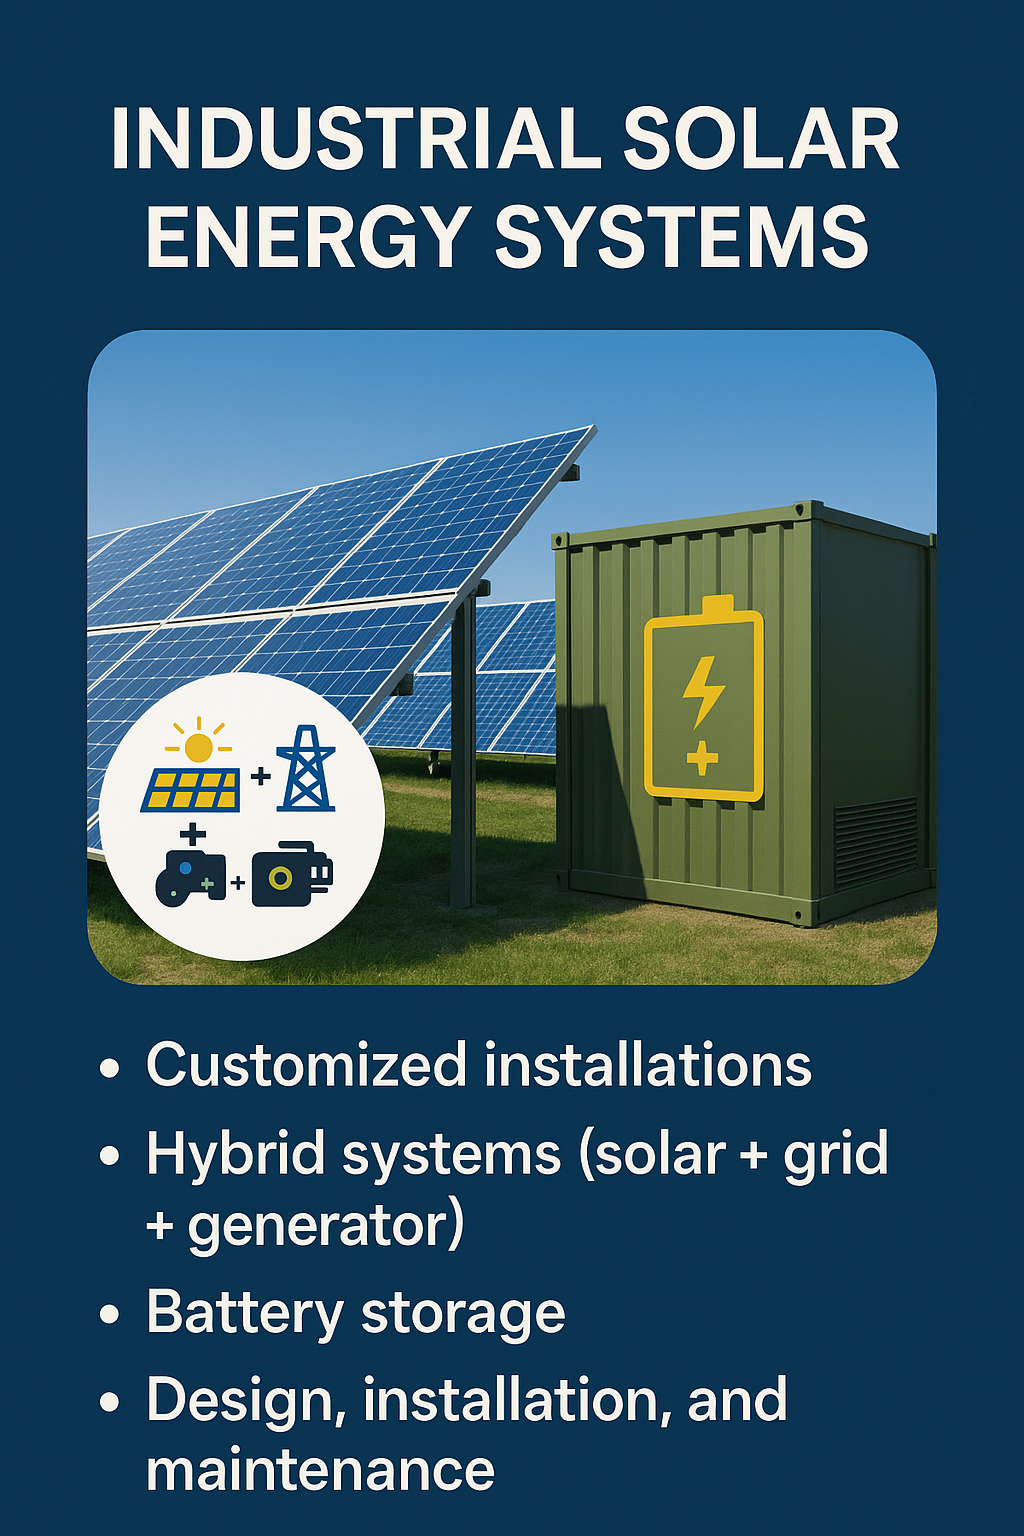 INDUSTRIAL SOLAR
ENERGY SYSTEMS
• Customized installations
• Hybrid systems (solar + grid
+ generator)
• Battery storage
• Design, installation, and
maintenance